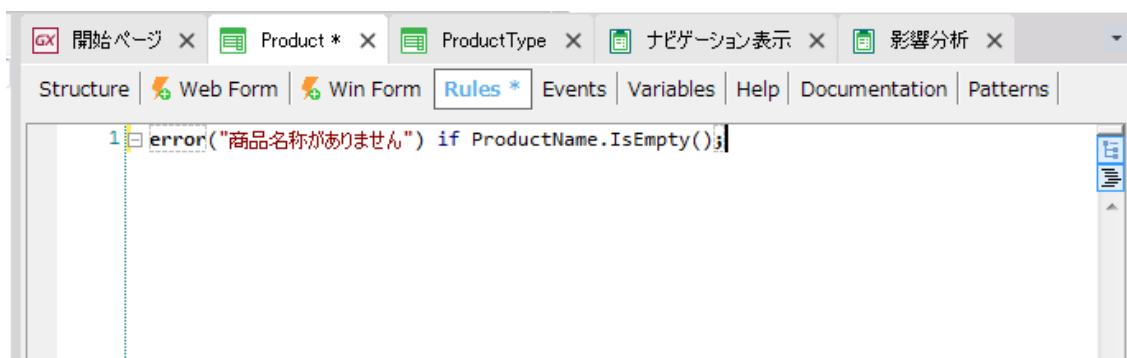 GX 開始ページ × Product * × ProductType × ナビゲーション表示 × 影響分析 ×
Structure Web Form Win Form Rules * Events Variables Help Documentation Patterns
1 error("商品名称がありません") if ProductName.IsEmpty();